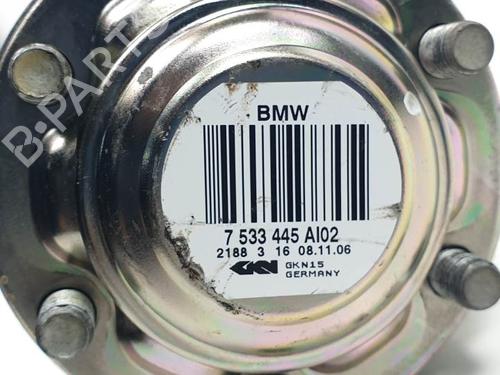 B-PARTS
BMW
7 533 445 AI02
2188 3 16 08.11.06
GKN GKN15
GERMANY